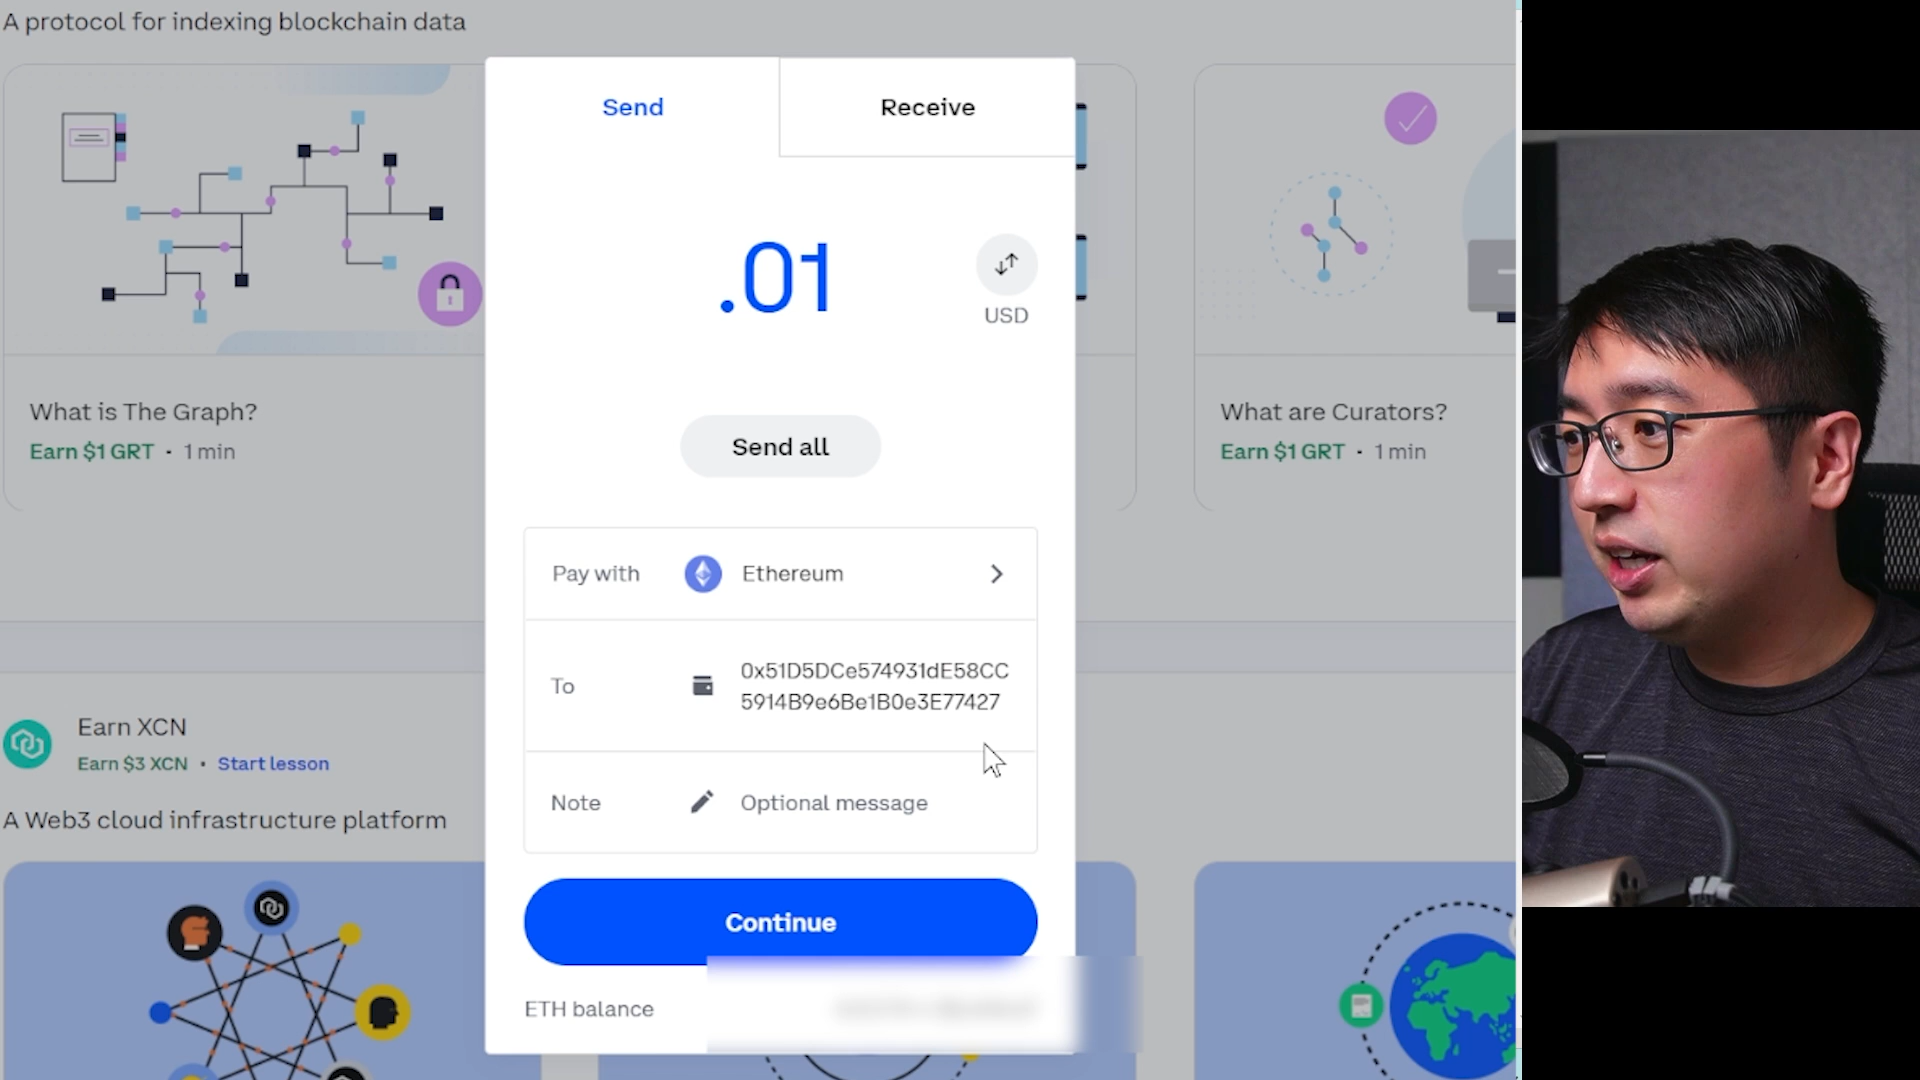 A protocol for indexing blockchain data
Send
Receive
.01
USD
Send all
What is The Graph?
Earn $1 GRT · 1 min
What are Curators?
Earn $1 GRT · 1 min
Pay with
Ethereum
To
0x51D5DCe574931dE58CC
5914B9e6Be1B0e3E77427
Note
Optional message
Earn XCN
Earn $3 XCN · Start lesson
A Web3 cloud infrastructure platform
Continue
ETH balance